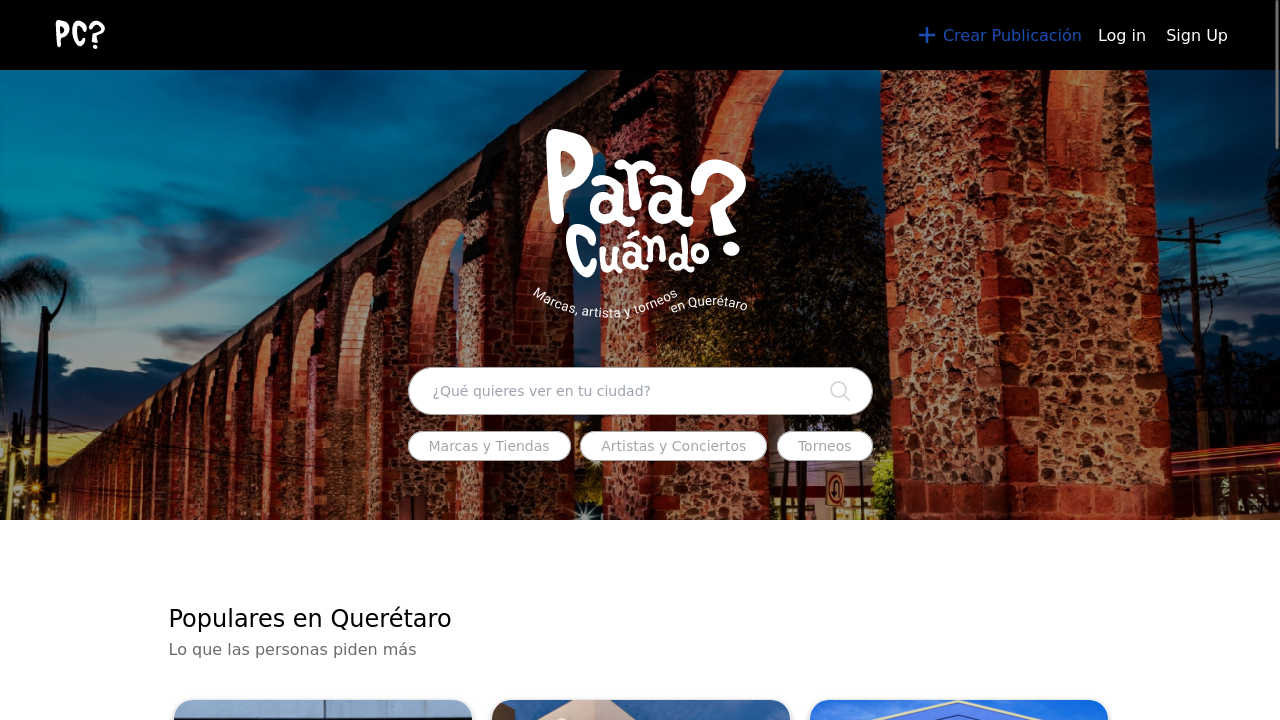 PC?
Crear Publicación
Log in
Sign Up
Para
Cuándo?
Marcas, artista y torneos en Querétaro
¿Qué quieres ver en tu ciudad?
Marcas y Tiendas
Artistas y Conciertos
Torneos
Populares en Querétaro
Lo que las personas piden más